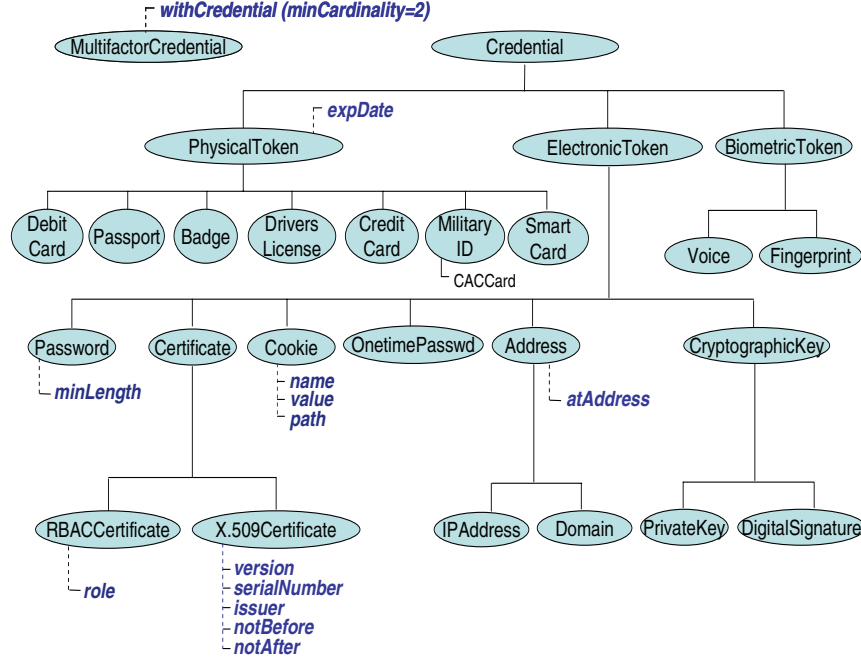 withCredential (minCardinality=2)
MultifactorCredential
Credential
expDate
PhysicalToken
ElectronicToken
BiometricToken
Debit
Card
Passport
Badge
Drivers
License
Credit
Card
Military
ID
Smart
Card
CACCard
Voice
Fingerprint
Password
Certificate
Cookie
OnetimePasswd
Address
CryptographicKey
minLength
name
value
path
atAddress
RBACCertificate
X.509Certificate
IPAddress
Domain
PrivateKey
DigitalSignature
role
version
serialNumber
issuer
notBefore
notAfter